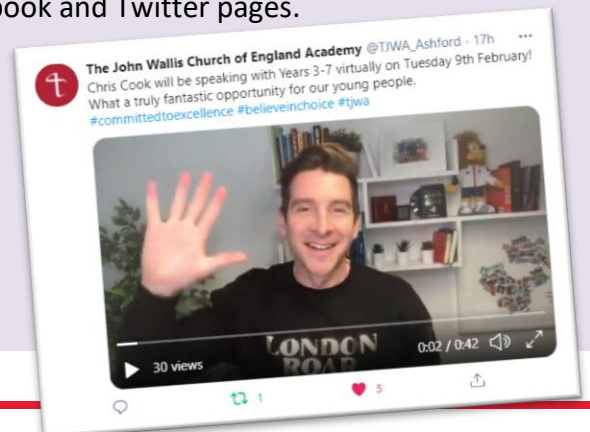 book and Twitter pages.
The John Wallis Church of England Academy @TJWA_Ashford · 17h
Chris Cook will be speaking with Years 3-7 virtually on Tuesday 9th February!
What a truly fantastic opportunity for our young people.
#committedtoexcellence #believeinchoice #tjwa
LONDON
ROAR
30 views
0:02 / 0:42
1
5